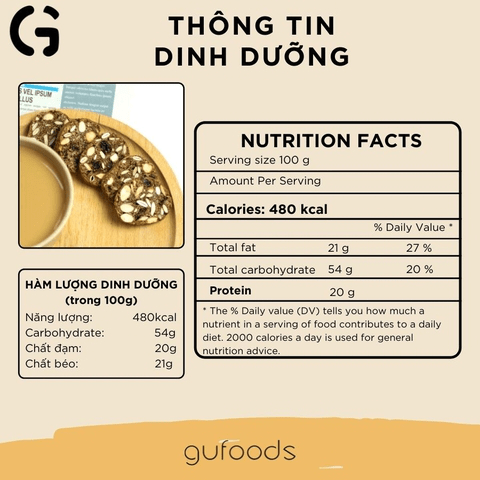 G
THÔNG TIN
DINH DƯỠNG
S VEL IPSUM
LLUS
NUTRITION FACTS
Serving size 100 g
Amount Per Serving
Calories: 480 kcal
% Daily Value *
Total fat 21 g 27 %
Total carbohydrate 54 g 20 %
Protein 20 g
* The % Daily value (DV) tells you how much a
nutrient in a serving of food contributes to a daily
diet. 2000 calories a day is used for general
nutrition advice.
HÀM LƯỢNG DINH DƯỠNG
(trong 100g)
Năng lượng: 480kcal
Carbohydrate: 54g
Chất đạm: 20g
Chất béo: 21g
gufoods